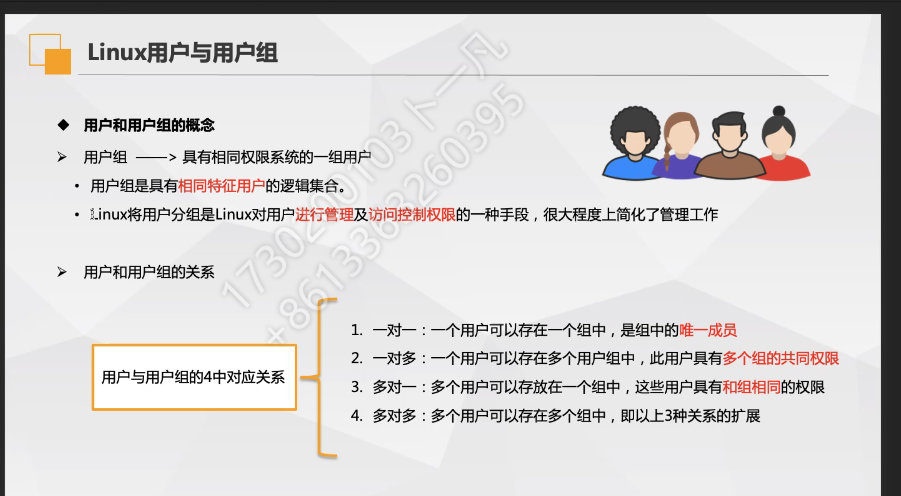 Linux用户与用户组
◆ 用户和用户组的概念
➢ 用户组 ——> 具有相同权限系统的一组用户
• 用户组是具有相同特征用户的逻辑集合。
• Linux将用户分组是Linux对用户进行管理及访问控制权限的一种手段，很大程度上简化了管理工作
➢ 用户和用户组的关系
用户与用户组的4中对应关系
1. 一对一：一个用户可以存在一个组中，是组中的唯一成员
2. 一对多：一个用户可以存在多个用户组中，此用户具有多个组的共同权限
3. 多对一：多个用户可以存放在一个组中，这些用户具有和组相同的权限
4. 多对多：多个用户可以存在多个组中，即以上3种关系的扩展
卜一凡